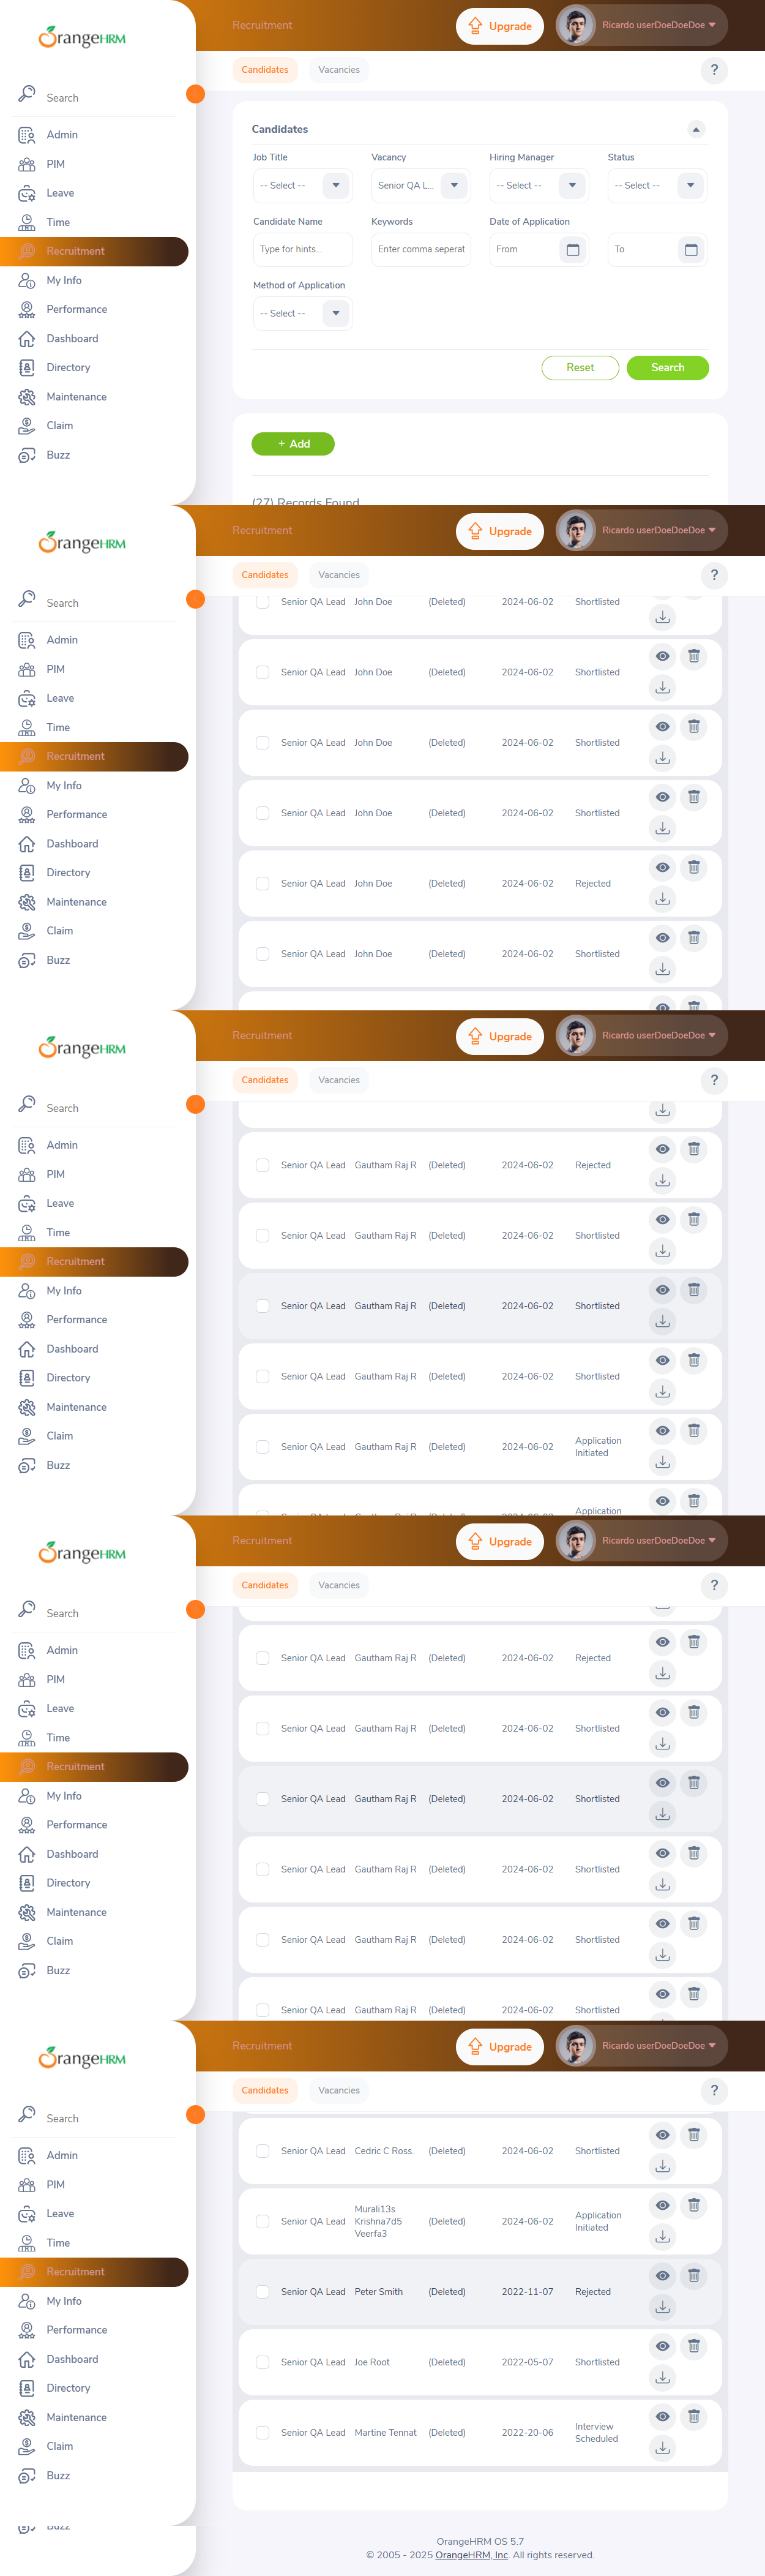 OrangeHRM
Recruitment
Upgrade
Ricardo userDoeDoeDoe
Search
Candidates
Vacancies
?
Admin
PIM
Leave
Time
Recruitment
My Info
Performance
Dashboard
Directory
Maintenance
Claim
Buzz
Candidates
Job Title
Vacancy
Hiring Manager
Status
-- Select --
Senior QA L...
-- Select --
-- Select --
Candidate Name
Keywords
Date of Application
Type for hints...
Enter comma seperat
From
To
Method of Application
-- Select --
Reset
Search
+ Add
(27) Records Found
OrangeHRM
Recruitment
Upgrade
Ricardo userDoeDoeDoe
Search
Candidates
Vacancies
?
Admin
PIM
Leave
Time
Recruitment
My Info
Performance
Dashboard
Directory
Maintenance
Claim
Buzz
Senior QA Lead John Doe (Deleted) 2024-06-02 Shortlisted
Senior QA Lead John Doe (Deleted) 2024-06-02 Shortlisted
Senior QA Lead John Doe (Deleted) 2024-06-02 Shortlisted
Senior QA Lead John Doe (Deleted) 2024-06-02 Shortlisted
Senior QA Lead John Doe (Deleted) 2024-06-02 Rejected
Senior QA Lead John Doe (Deleted) 2024-06-02 Shortlisted
OrangeHRM
Recruitment
Upgrade
Ricardo userDoeDoeDoe
Search
Candidates
Vacancies
?
Admin
PIM
Leave
Time
Recruitment
My Info
Performance
Dashboard
Directory
Maintenance
Claim
Buzz
Senior QA Lead Gautham Raj R (Deleted) 2024-06-02 Rejected
Senior QA Lead Gautham Raj R (Deleted) 2024-06-02 Shortlisted
Senior QA Lead Gautham Raj R (Deleted) 2024-06-02 Shortlisted
Senior QA Lead Gautham Raj R (Deleted) 2024-06-02 Shortlisted
Senior QA Lead Gautham Raj R (Deleted) 2024-06-02 Application
Initiated
Application
OrangeHRM
Recruitment
Upgrade
Ricardo userDoeDoeDoe
Search
Candidates
Vacancies
?
Admin
PIM
Leave
Time
Recruitment
My Info
Performance
Dashboard
Directory
Maintenance
Claim
Buzz
Senior QA Lead Gautham Raj R (Deleted) 2024-06-02 Rejected
Senior QA Lead Gautham Raj R (Deleted) 2024-06-02 Shortlisted
Senior QA Lead Gautham Raj R (Deleted) 2024-06-02 Shortlisted
Senior QA Lead Gautham Raj R (Deleted) 2024-06-02 Shortlisted
Senior QA Lead Gautham Raj R (Deleted) 2024-06-02 Shortlisted
Senior QA Lead Gautham Raj R (Deleted) 2024-06-02 Shortlisted
OrangeHRM
Recruitment
Upgrade
Ricardo userDoeDoeDoe
Search
Candidates
Vacancies
?
Admin
PIM
Leave
Time
Recruitment
My Info
Performance
Dashboard
Directory
Maintenance
Claim
Buzz
Senior QA Lead Cedric C Ross. (Deleted) 2024-06-02 Shortlisted
Senior QA Lead Murali13s
Krishna7d5
Veerfa3 (Deleted) 2024-06-02 Application
Initiated
Senior QA Lead Peter Smith (Deleted) 2022-11-07 Rejected
Senior QA Lead Joe Root (Deleted) 2022-05-07 Shortlisted
Senior QA Lead Martine Tennat (Deleted) 2022-20-06 Interview
Scheduled
OrangeHRM OS 5.7
© 2005 - 2025 OrangeHRM, Inc. All rights reserved.